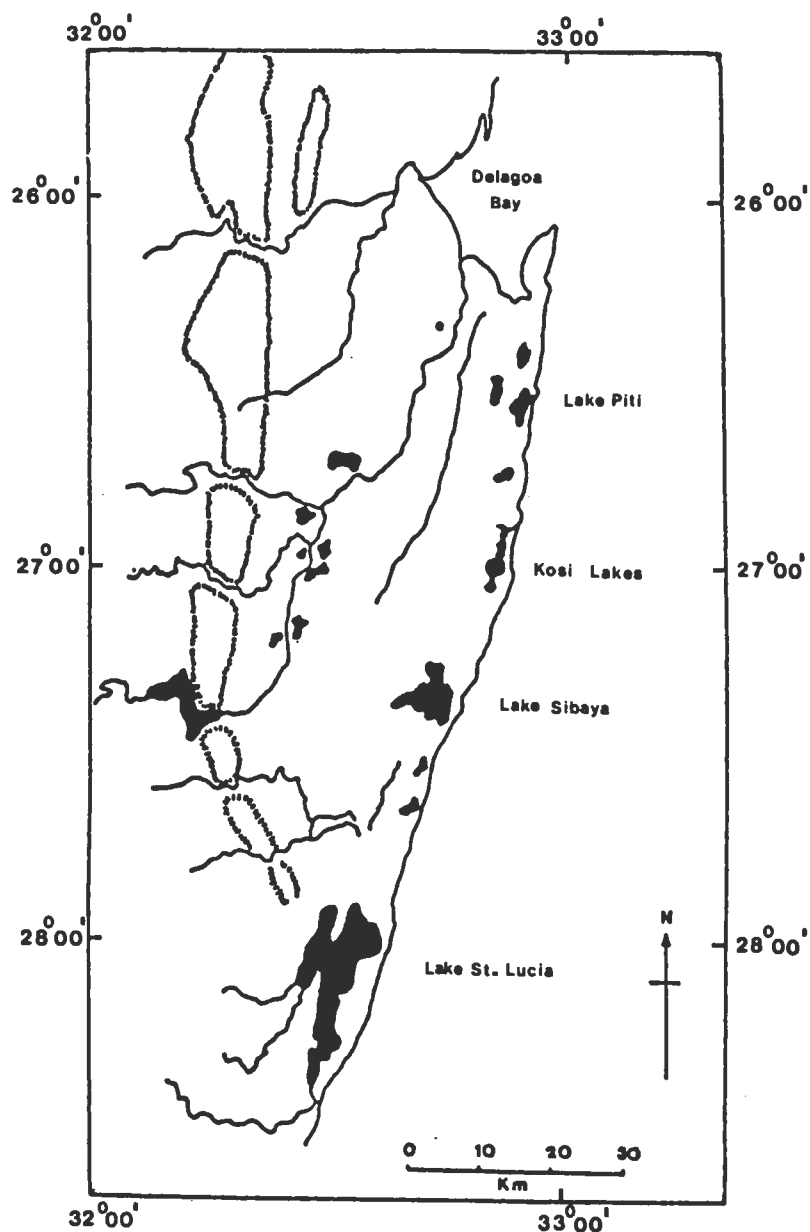 32°00' 33°00'
Delagoa
Bay
26°00' 26°00'
Lake Piti
27°00' Kosi Lakes 27°00'
Lake Sibaya
N
28°00' 28°00'
Lake St. Lucia
0 10 20 30
Km
32°00' 33°00'